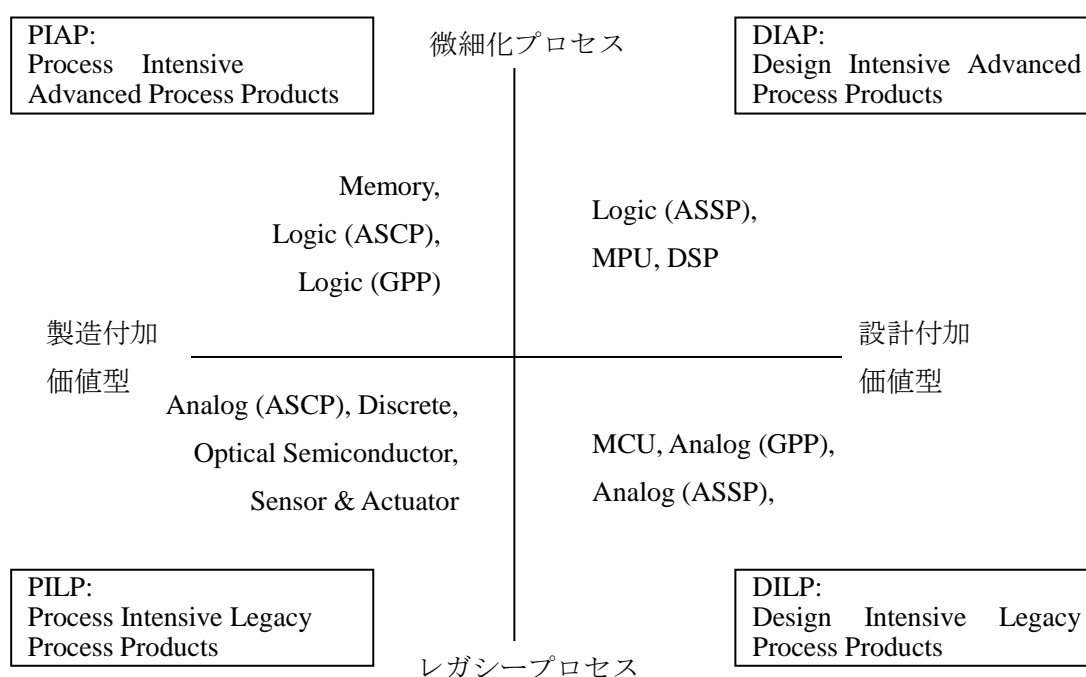 PIAP:
Process Intensive
Advanced Process Products
微細化プロセス
DIAP:
Design Intensive Advanced
Process Products
Memory,
Logic (ASCP),
Logic (GPP)
Logic (ASSP),
MPU, DSP
製造付加
価値型
設計付加
価値型
Analog (ASCP), Discrete,
Optical Semiconductor,
Sensor & Actuator
MCU, Analog (GPP),
Analog (ASSP),
PILP:
Process Intensive Legacy
Process Products
レガシープロセス
DILP:
Design Intensive Legacy
Process Products